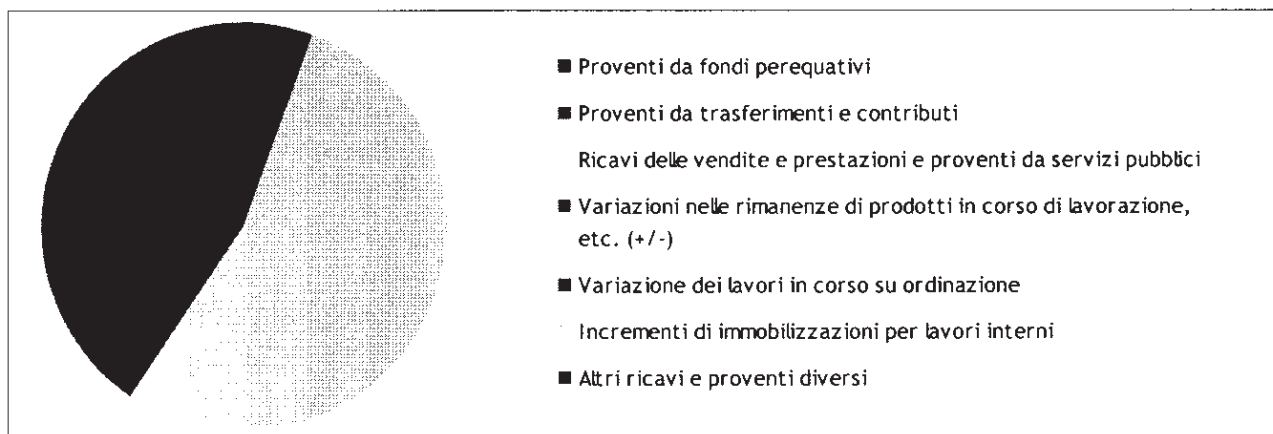 Proventi da fondi perequativi
Proventi da trasferimenti e contributi
Ricavi delle vendite e prestazioni e proventi da servizi pubblici
Variazioni nelle rimanenze di prodotti in corso di lavorazione,
etc. (+/-)
Variazione dei lavori in corso su ordinazione
Incrementi di immobilizzazioni per lavori interni
Altri ricavi e proventi diversi